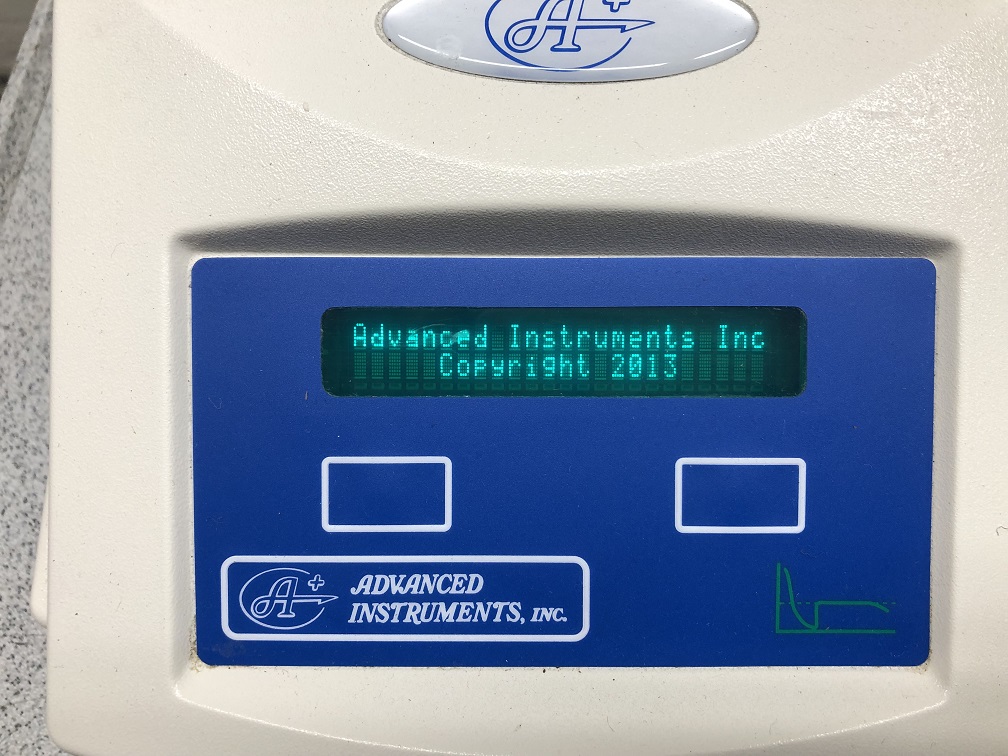 A+
Advanced Instruments Inc
Copyright 2013
A+
ADVANCED
INSTRUMENTS, INC.